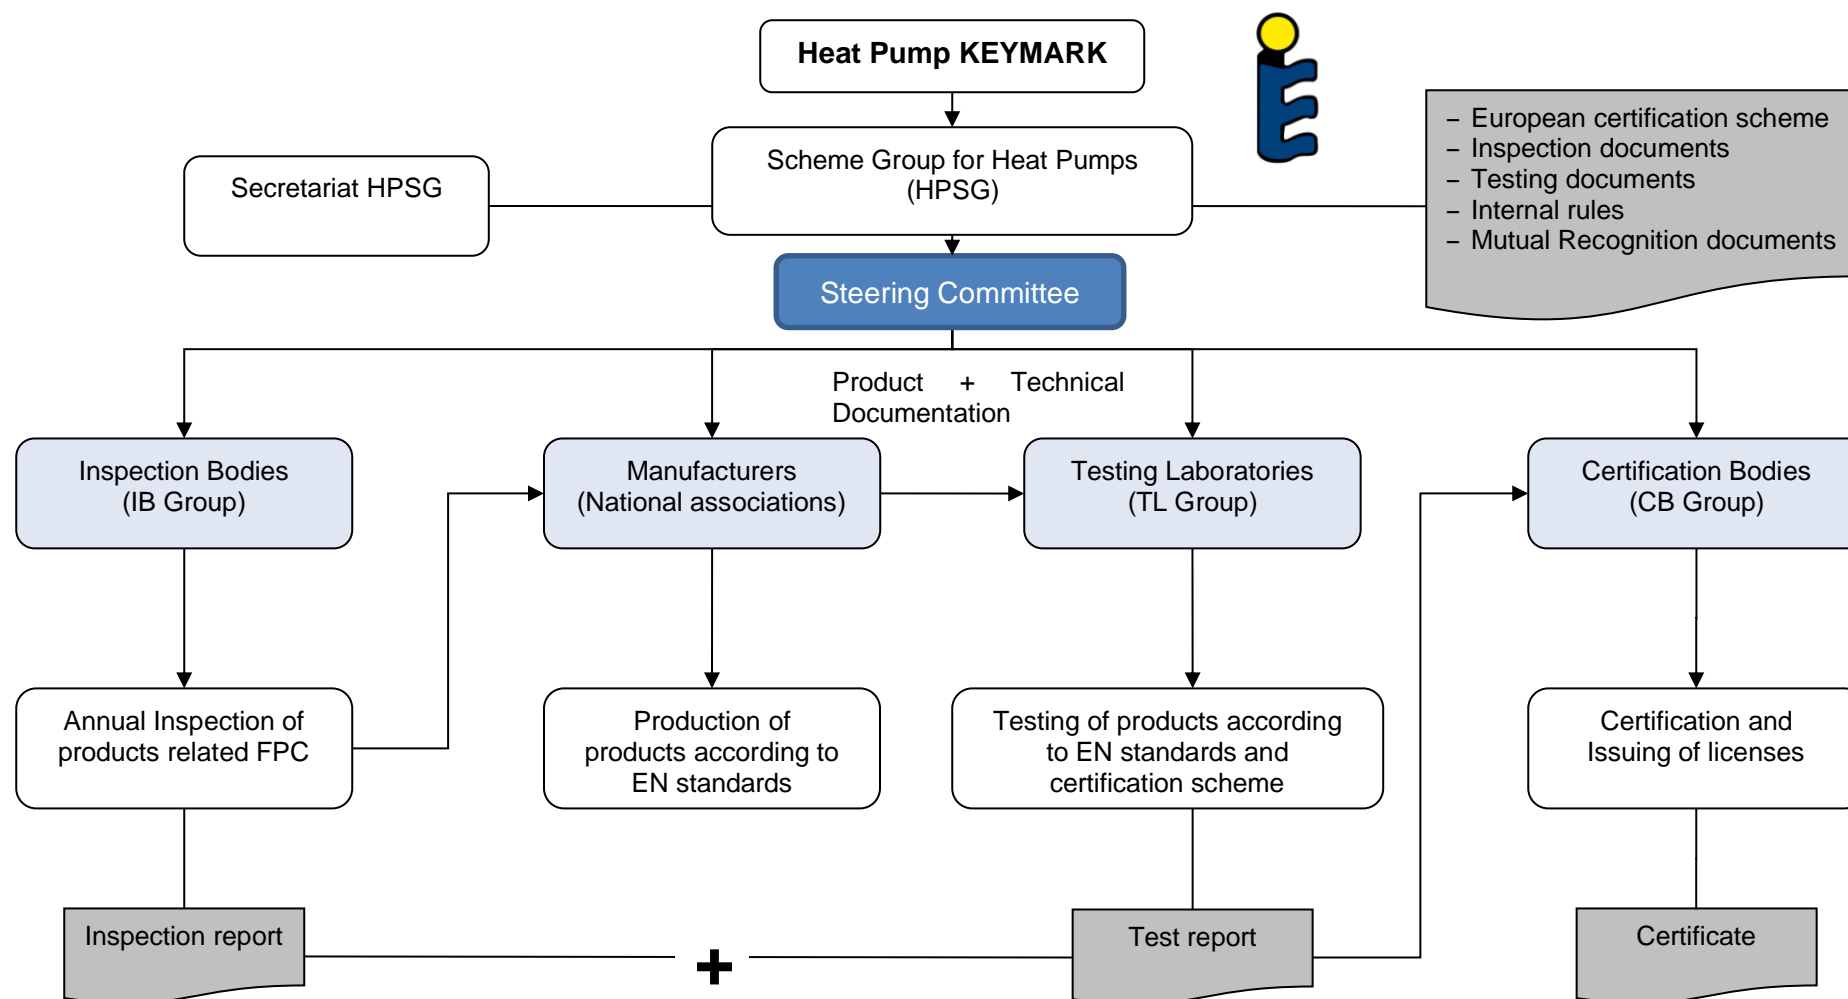 Heat Pump KEYMARK
Scheme Group for Heat Pumps
(HPSG)
Secretariat HPSG
– European certification scheme
– Inspection documents
– Testing documents
– Internal rules
– Mutual Recognition documents
Steering Committee
Product + Technical
Documentation
Inspection Bodies
(IB Group)
Manufacturers
(National associations)
Testing Laboratories
(TL Group)
Certification Bodies
(CB Group)
Annual Inspection of
products related FPC
Production of
products according to
EN standards
Testing of products according
to EN standards and
certification scheme
Certification and
Issuing of licenses
Inspection report
+
Test report
Certificate